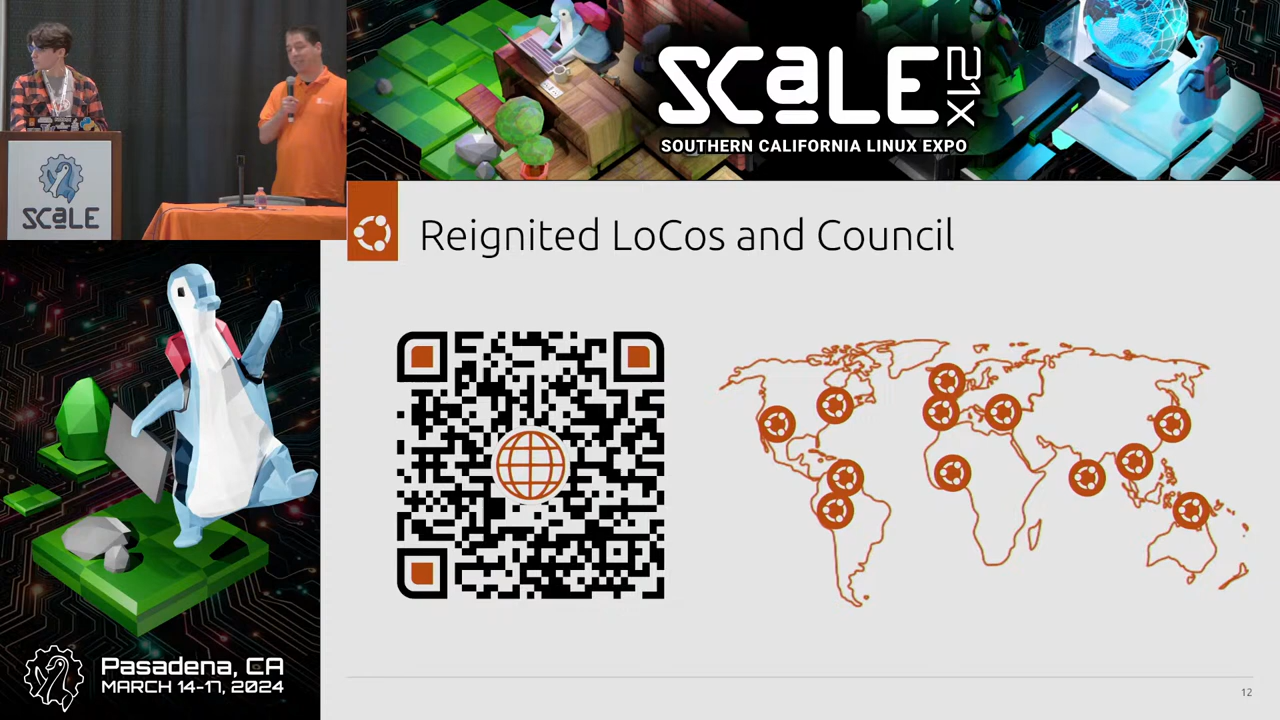 SCaLE 21X
SOUTHERN CALIFORNIA LINUX EXPO
SCaLE
Reignited LoCos and Council
Pasadena, CA
MARCH 14-17, 2024
12